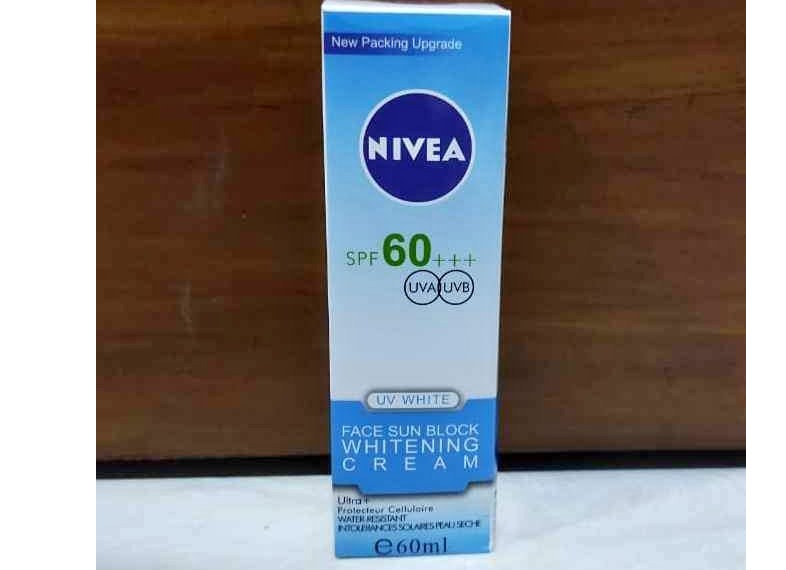 New Packing Upgrade
NIVEA
SPF 60+++
UVA UVB
UV WHITE
FACE SUN BLOCK
WHITENING
CREAM
Ultra+
Protecteur Cellulaire
WATER RESISTANT
INTOLERANCES SOLAIRES PEAU SECHE
e60ml